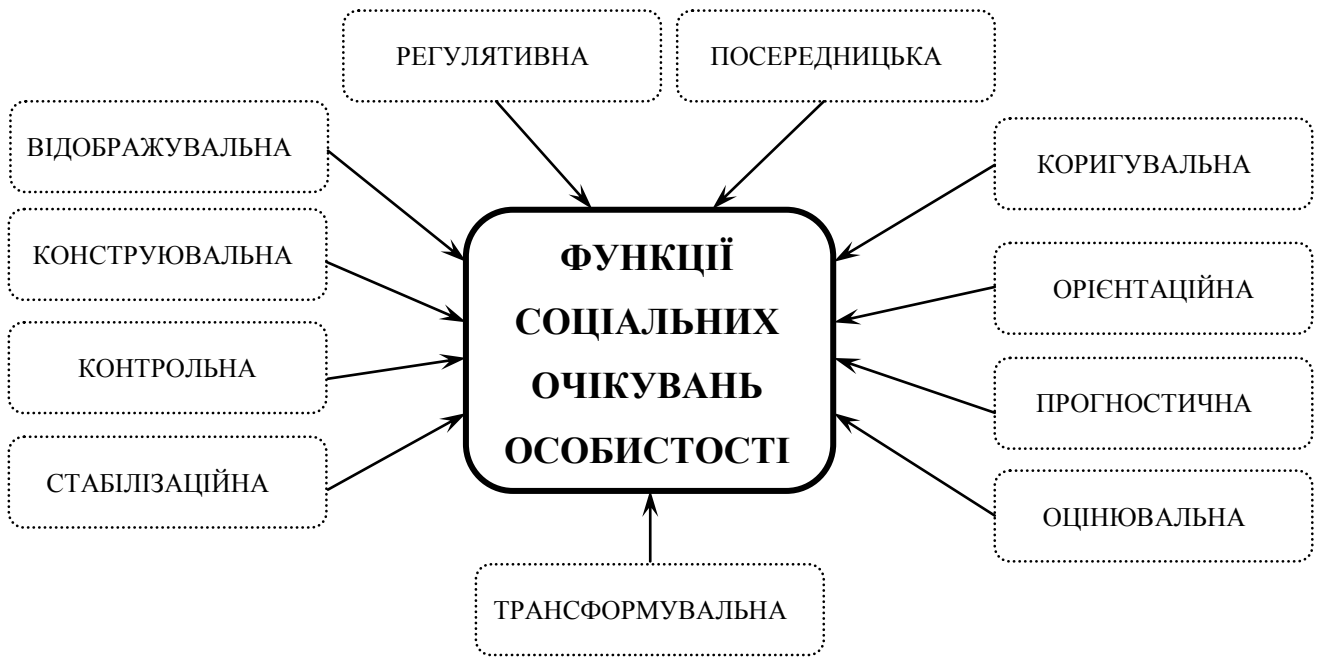 РЕГУЛЯТИВНА
ПОСЕРЕДНИЦЬКА
ВІДОБРАЖУВАЛЬНА
КОНСТРУЮВАЛЬНА
КОНТРОЛЬНА
СТАБІЛІЗАЦІЙНА
ФУНКЦІЇ
СОЦІАЛЬНИХ
ОЧІКУВАНЬ
ОСОБИСТОСТІ
КОРИГУВАЛЬНА
ОРІЄНТАЦІЙНА
ПРОГНОСТИЧНА
ОЦІНЮВАЛЬНА
ТРАНСФОРМУВАЛЬНА